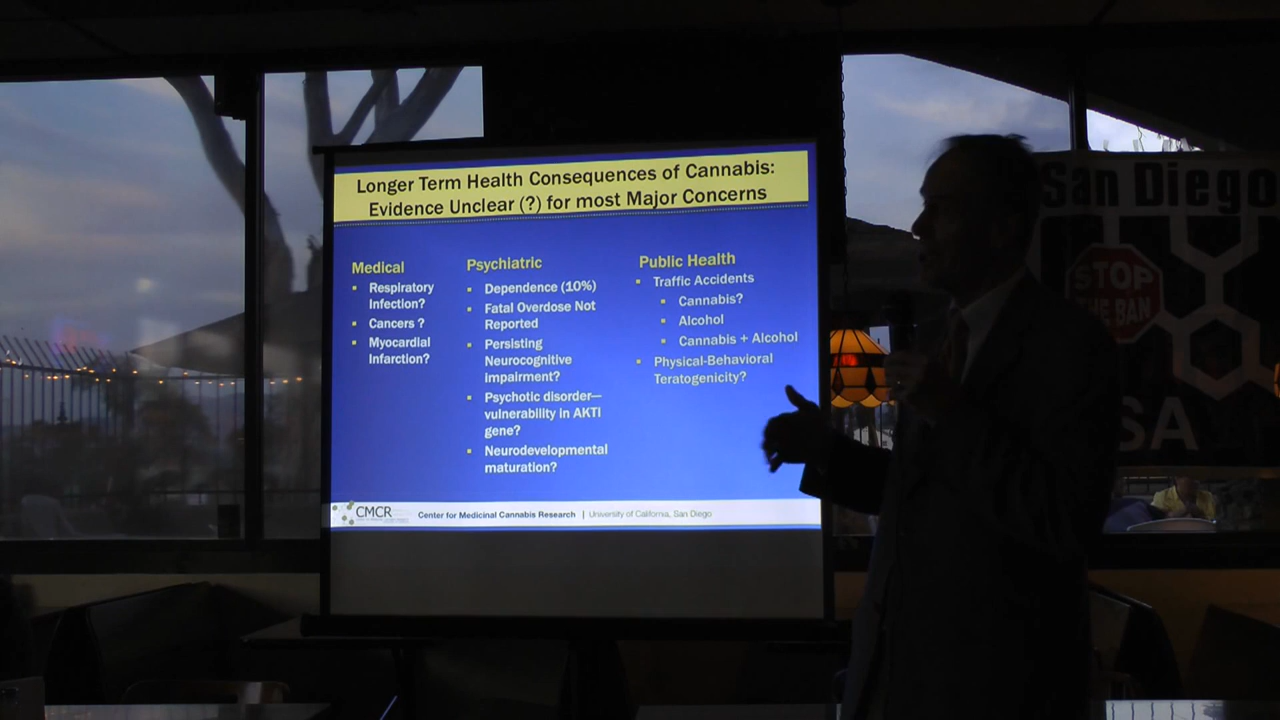 Longer Term Health Consequences of Cannabis:
Evidence Unclear (?) for most Major Concerns
Medical
Respiratory
Infection?
Cancers ?
Myocardial
Infarction?
Psychiatric
Dependence (10%)
Fatal Overdose Not
Reported
Persisting
Neurocognitive
impairment?
Psychotic disorder—
vulnerability in AKTI
gene?
Neurodevelopmental
maturation?
Public Health
Traffic Accidents
Cannabis?
Alcohol
Cannabis + Alcohol
Physical-Behavioral
Teratogenicity?
CMCR
Center for Medicinal Cannabis Research | University of California, San Diego
San Diego
STOP
THE BAN
SA